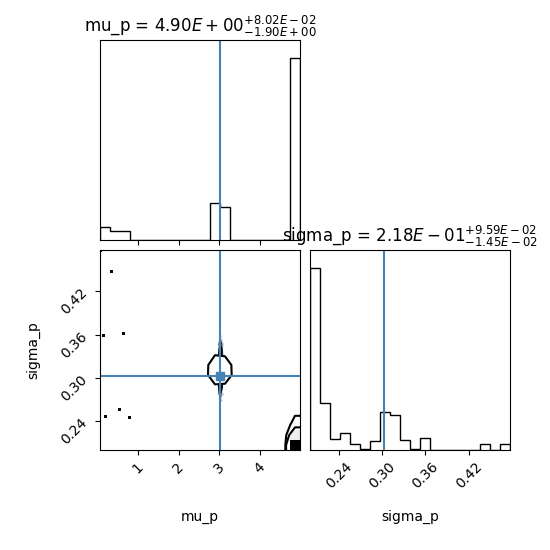 mu_p = 4.90E + 00^{+8.02E−02}_{−1.90E+00}
sigma_p = 2.18E − 01^{+9.59E−02}_{−1.45E−02}
sigma_p
0.42
0.36
0.30
0.24
1 2 3 4
0.24 0.30 0.36 0.42
mu_p
sigma_p